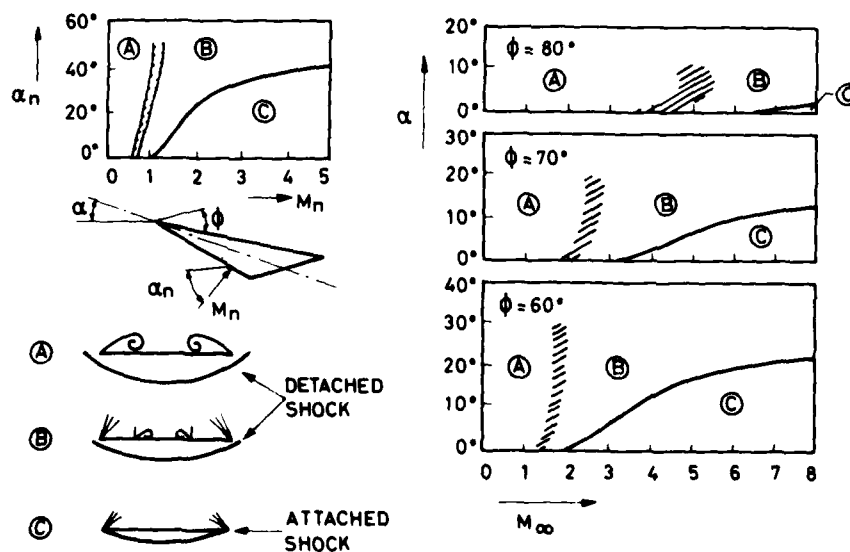 60°
40°
20°
0°
αn
Ⓐ
Ⓑ
Ⓒ
0 1 2 3 4 5
Mn
α
ϕ
αn
Mn
Ⓐ
DETACHED
SHOCK
Ⓑ
Ⓒ
ATTACHED
SHOCK
20°
10°
0°
ϕ = 80°
Ⓐ
Ⓑ
Ⓒ
α
30°
20°
10°
0°
ϕ = 70°
Ⓐ
Ⓑ
Ⓒ
40°
30°
20°
10°
0°
ϕ = 60°
Ⓐ
Ⓑ
Ⓒ
0 1 2 3 4 5 6 7 8
M∞